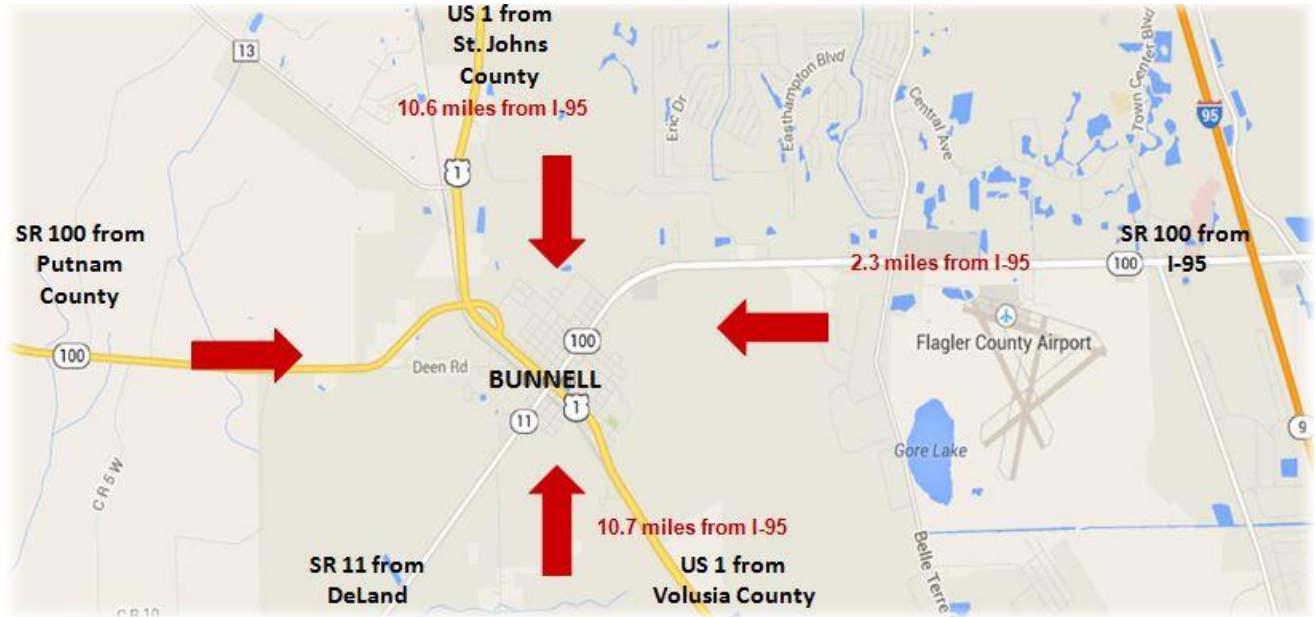 US 1 from
St. Johns
County
10.6 miles from I-95
13
1
Eric Dr
Easthampton Blvd
Central Ave
Town Center Blvd
95
SR 100 from
Putnam
County
2.3 miles from I-95
SR 100 from
I-95
100
100
100
Flagler County Airport
Deen Rd
BUNNELL
1
11
9
Gore Lake
CR 5W
10.7 miles from I-95
SR 11 from
DeLand
US 1 from
Volusia County
Belle Terre